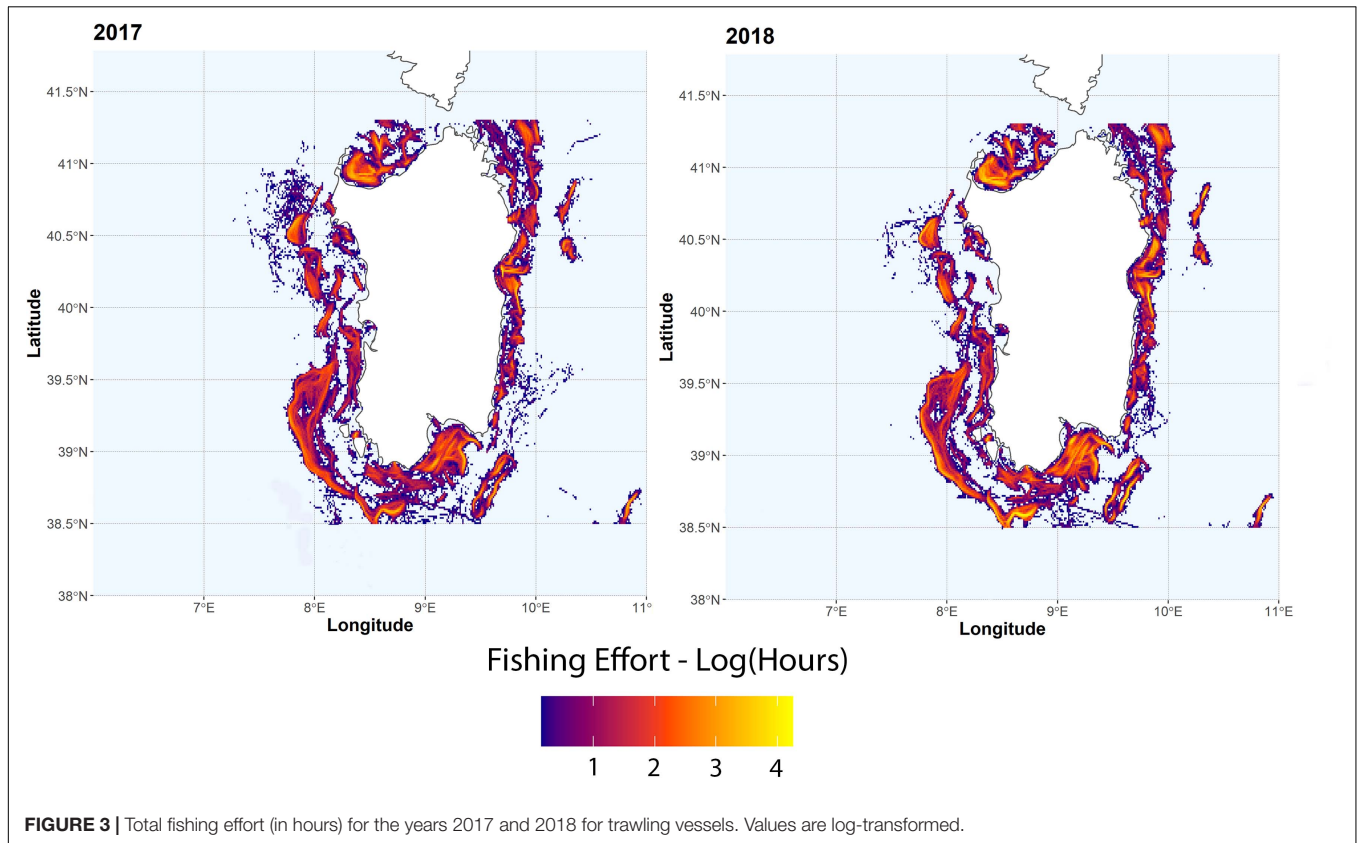 2017
2018
41.5°N
41°N
40.5°N
40°N
39.5°N
39°N
38.5°N
38°N
Latitude
7°E
8°E
9°E
10°E
11°
Longitude
41.5°N
41°N
40.5°N
40°N
39.5°N
39°N
38.5°N
38°N
Latitude
7°E
8°E
9°E
10°E
11°E
Longitude
Fishing Effort - Log(Hours)
1 2 3 4
FIGURE 3 | Total fishing effort (in hours) for the years 2017 and 2018 for trawling vessels. Values are log-transformed.